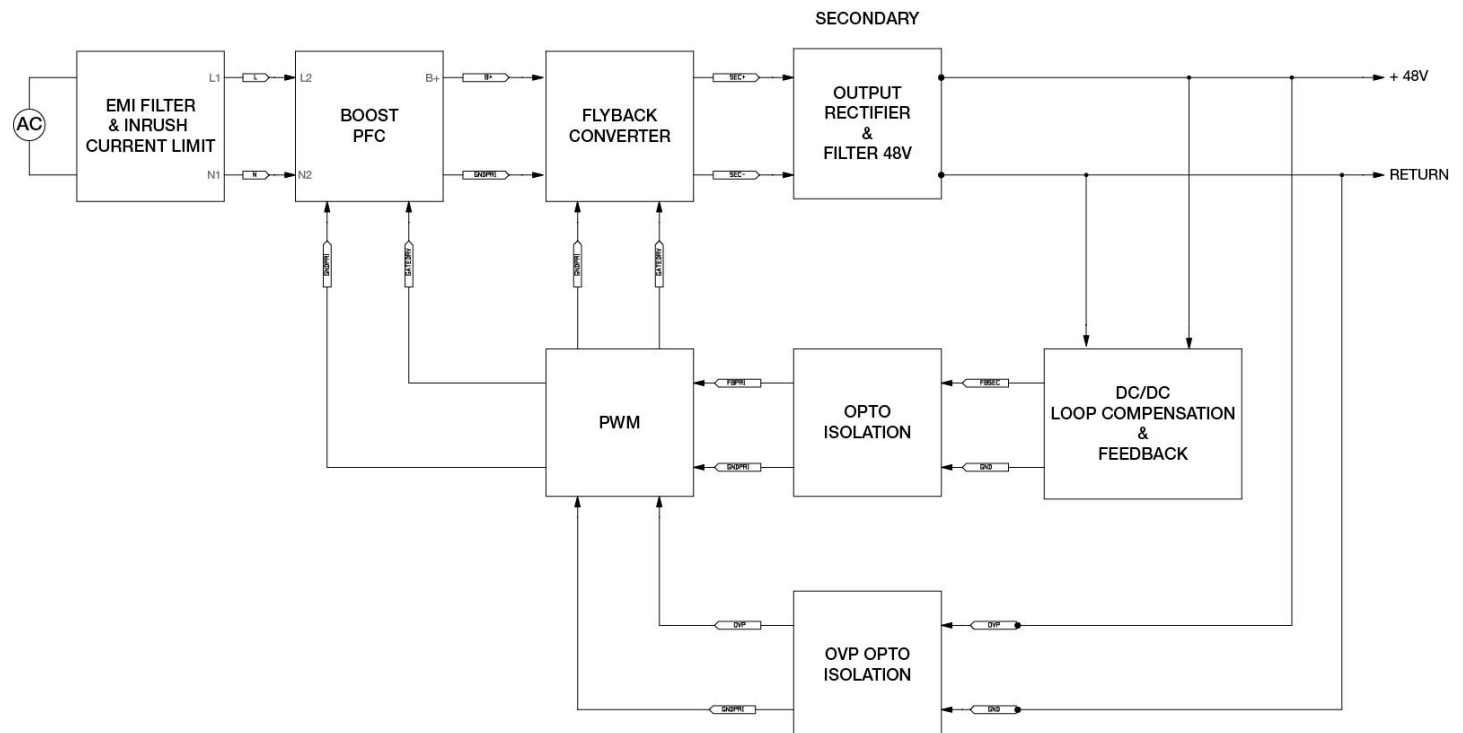 SECONDARY
AC
EMI FILTER
& INRUSH
CURRENT LIMIT
L1
N1
L
N
L2
N2
BOOST
PFC
B+
B+
GNDPRI
FLYBACK
CONVERTER
SEC+
SEC-
OUTPUT
RECTIFIER
&
FILTER 48V
+ 48V
RETURN
GNDPRI
GATEDRV
GNDPRI
GATEDRV
PWM
FBPRI
GNDPRI
OPTO
ISOLATION
FBSEC
GND
DC/DC
LOOP COMPENSATION
&
FEEDBACK
OVP
GNDPRI
OVP OPTO
ISOLATION
OVP
GND